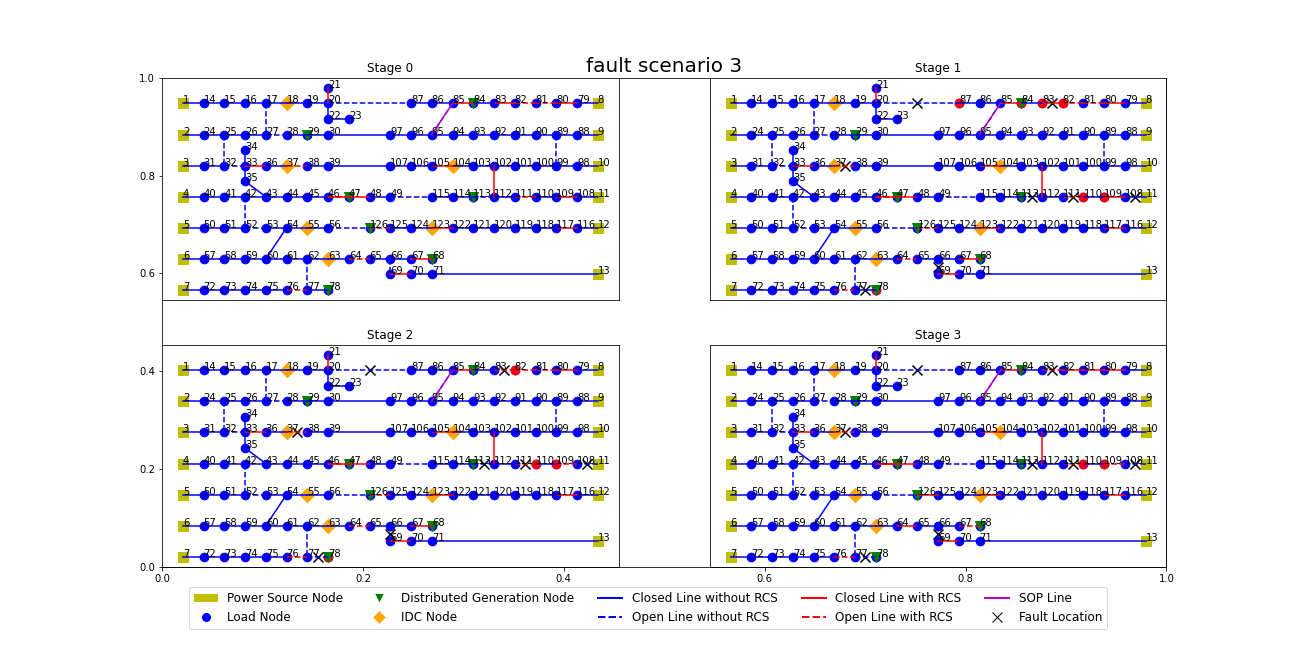 fault scenario 3
Stage 0
1 14 15 16 17 18 19 20 21 87 86 85 84 83 82 81 80 79 8
22 23
2 24 25 26 27 28 29 30 97 96 95 94 93 92 91 90 89 88 9
34
3 31 32 33 36 37 38 39 107 106 105 104 103 102 101 100 99 98 10
35
4 40 41 42 43 44 45 46 47 48 49 115 114 113 112 111 110 109 108 11
5 50 51 52 53 54 55 56 126 125 124 123 122 121 120 119 118 117 116 12
6 57 58 59 60 61 62 63 64 65 66 67 68
69 70 71 13
7 72 73 74 75 76 77 78
Stage 1
1 14 15 16 17 18 19 20 21 87 86 85 84 83 82 81 80 79 8
22 23
2 24 25 26 27 28 29 30 97 96 95 94 93 92 91 90 89 88 9
34
3 31 32 33 36 37 38 39 107 106 105 104 103 102 101 100 99 98 10
35
4 40 41 42 43 44 45 46 47 48 49 115 114 113 112 111 110 109 108 11
5 50 51 52 53 54 55 56 126 125 124 123 122 121 120 119 118 117 116 12
6 57 58 59 60 61 62 63 64 65 66 67 68
69 70 71 13
7 72 73 74 75 76 77 78
Stage 2
1 14 15 16 17 18 19 20 21 87 86 85 84 83 82 81 80 79 8
22 23
2 24 25 26 27 28 29 30 97 96 95 94 93 92 91 90 89 88 9
34
3 31 32 33 36 37 38 39 107 106 105 104 103 102 101 100 99 98 10
35
4 40 41 42 43 44 45 46 47 48 49 115 114 113 112 111 110 109 108 11
5 50 51 52 53 54 55 56 126 125 124 123 122 121 120 119 118 117 116 12
6 57 58 59 60 61 62 63 64 65 66 67 68
69 70 71 13
7 72 73 74 75 76 77 78
Stage 3
1 14 15 16 17 18 19 20 21 87 86 85 84 83 82 81 80 79 8
22 23
2 24 25 26 27 28 29 30 97 96 95 94 93 92 91 90 89 88 9
34
3 31 32 33 36 37 38 39 107 106 105 104 103 102 101 100 99 98 10
35
4 40 41 42 43 44 45 46 47 48 49 115 114 113 112 111 110 109 108 11
5 50 51 52 53 54 55 56 126 125 124 123 122 121 120 119 118 117 116 12
6 57 58 59 60 61 62 63 64 65 66 67 68
69 70 71 13
7 72 73 74 75 76 77 78
1.0
0.8
0.6
0.4
0.2
0.0
0.0 0.2 0.4 0.6 0.8 1.0
Power Source Node
Load Node
Distributed Generation Node
IDC Node
Closed Line without RCS
Open Line without RCS
Closed Line with RCS
Open Line with RCS
SOP Line
Fault Location